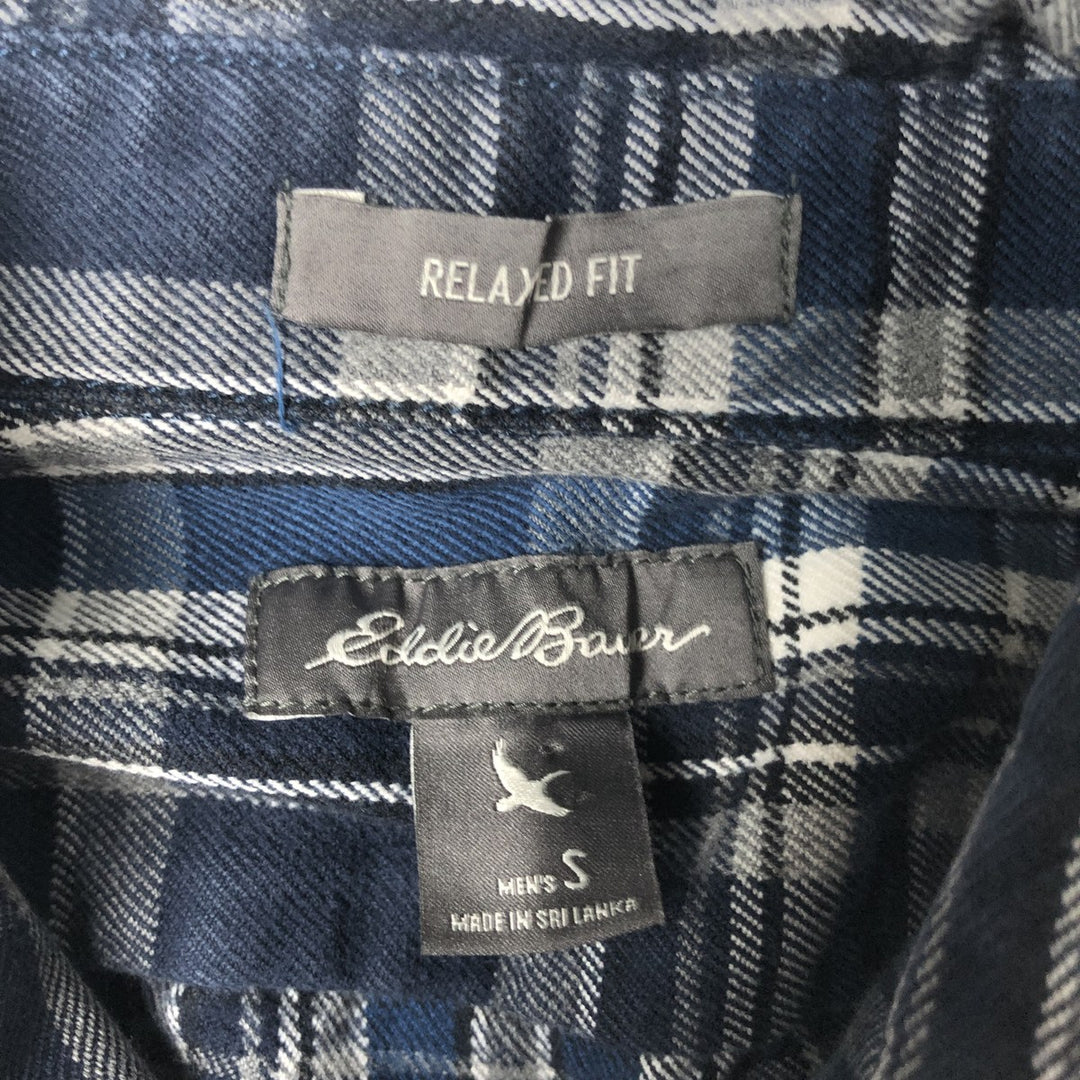 RELAXED FIT
Eddie Bauer
MEN'S S
MADE IN SRI LANKA